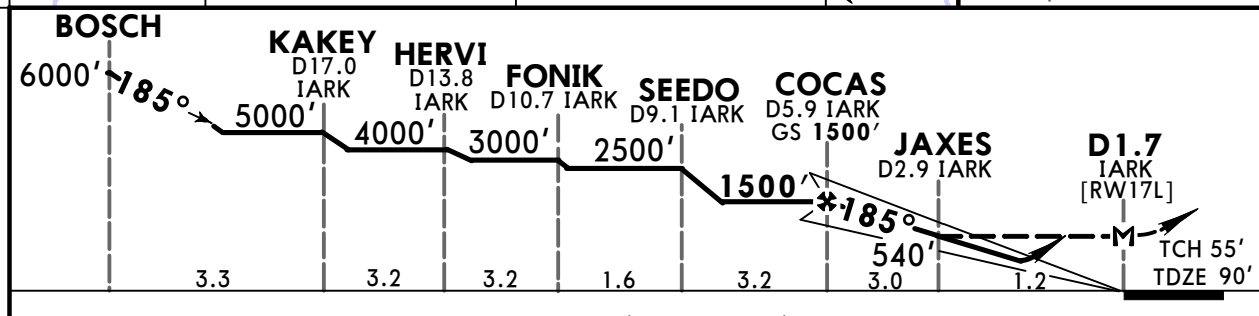 BOSCH
6000'
185°
5000'
KAKEY
D17.0
IARK
4000'
HERVI
D13.8
IARK
3000'
FONIK
D10.7 IARK
2500'
SEEDO
D9.1 IARK
1500'
COCAS
D5.9 IARK
GS 1500'
185°
JAXES
D2.9 IARK
540'
D1.7
IARK
[RW17L]
M
TCH 55'
TDZE 90'
3.3
3.2
3.2
1.6
3.2
3.0
1.2